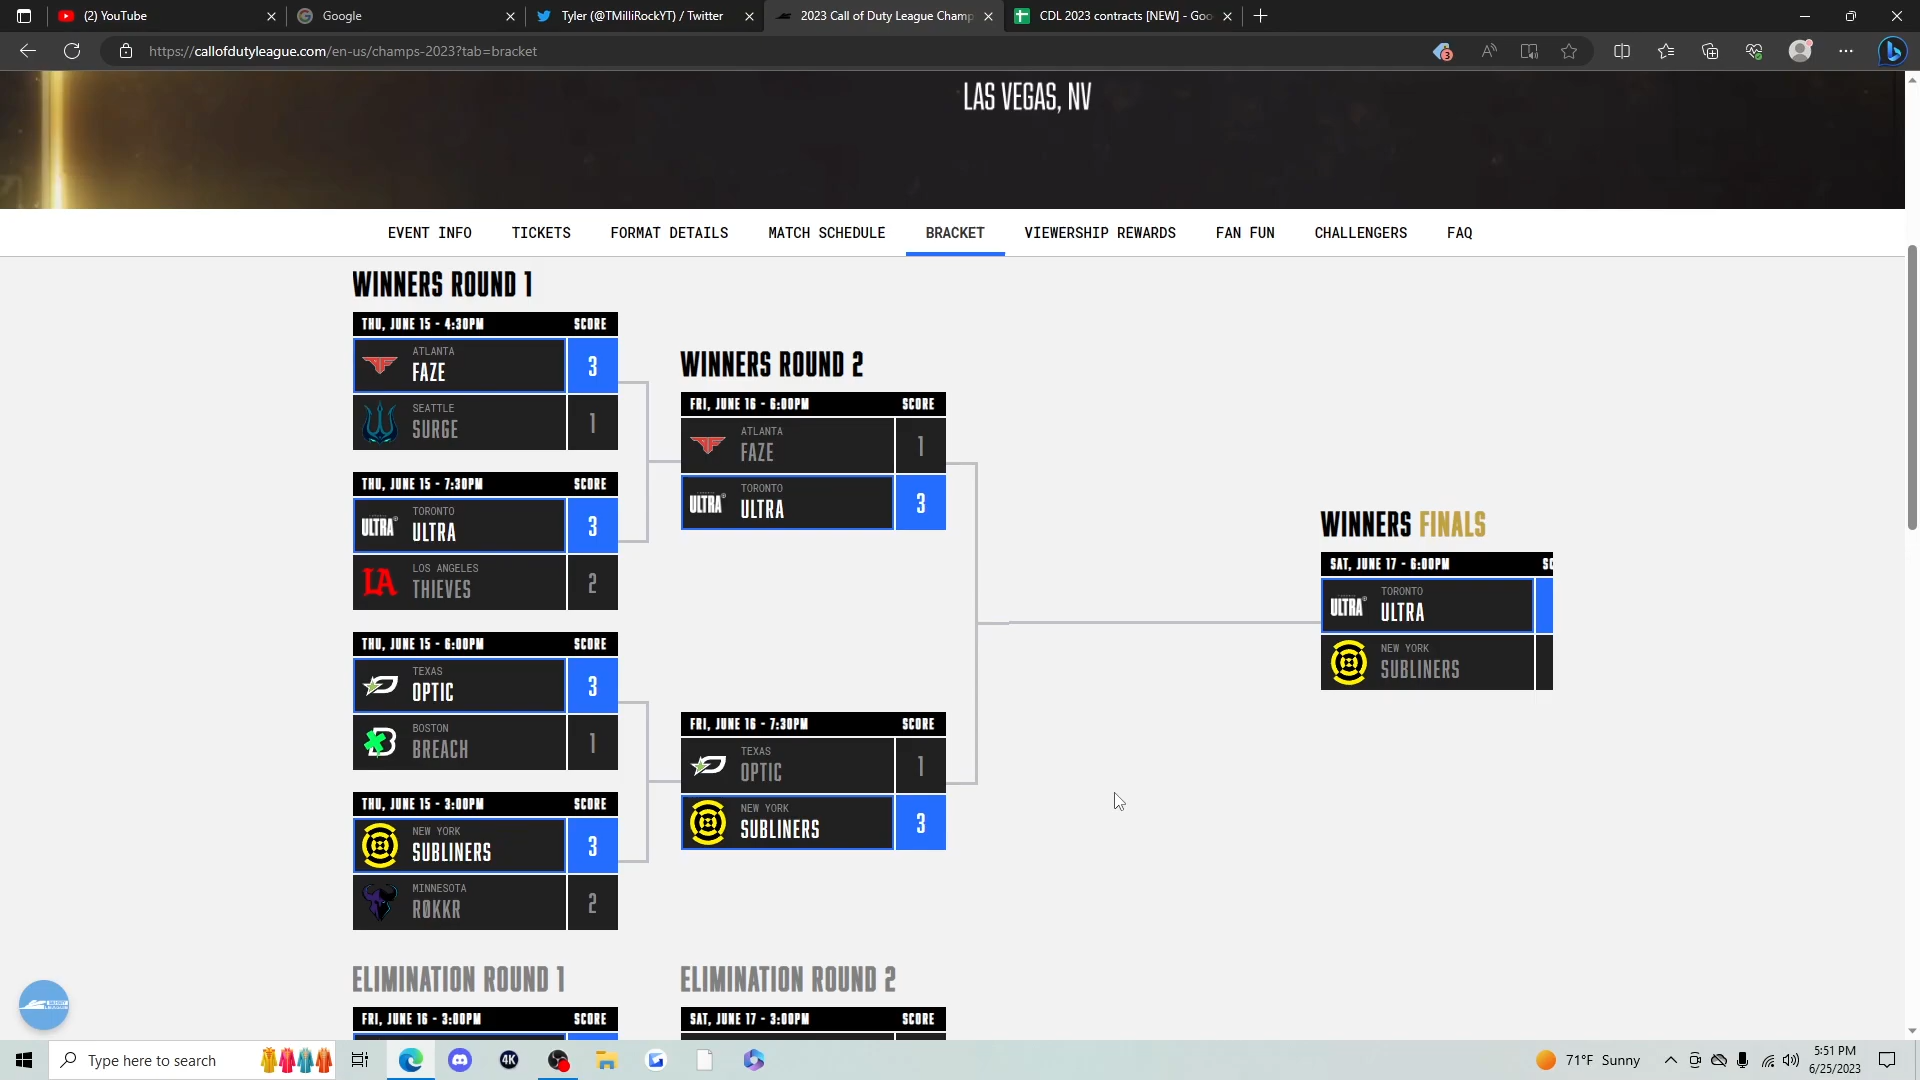 (2) YouTube
Google
Tyler (@TMilliRockYT) / Twitter
2023 Call of Duty League Champ
CDL 2023 contracts [NEW] - Goo
https://callofdutyleague.com/en-us/champs-2023?tab=bracket
3
LAS VEGAS, NV
EVENT INFO TICKETS FORMAT DETAILS MATCH SCHEDULE BRACKET VIEWERSHIP REWARDS FAN FUN CHALLENGERS FAQ
WINNERS ROUND 1
THU, JUNE 15 - 4:30PM SCORE
ATLANTA
FAZE 3
SEATTLE
SURGE 1
THU, JUNE 15 - 7:30PM SCORE
ULTRA
TORONTO
ULTRA 3
LA
LOS ANGELES
THIEVES 2
THU, JUNE 15 - 6:00PM SCORE
TEXAS
OPTIC 3
B
BOSTON
BREACH 1
THU, JUNE 15 - 3:00PM SCORE
NEW YORK
SUBLINERS 3
MINNESOTA
RØKKR 2
WINNERS ROUND 2
FRI, JUNE 16 - 6:00PM SCORE
ATLANTA
FAZE 1
ULTRA
TORONTO
ULTRA 3
FRI, JUNE 16 - 7:30PM SCORE
TEXAS
OPTIC 1
NEW YORK
SUBLINERS 3
WINNERS FINALS
SAT, JUNE 17 - 6:00PM SC
ULTRA
TORONTO
ULTRA
NEW YORK
SUBLINERS
ELIMINATION ROUND 1
FRI, JUNE 16 - 3:00PM SCORE
ELIMINATION ROUND 2
SAT, JUNE 17 - 3:00PM SCORE
Type here to search
4K
71°F Sunny
5:51 PM
6/25/2023